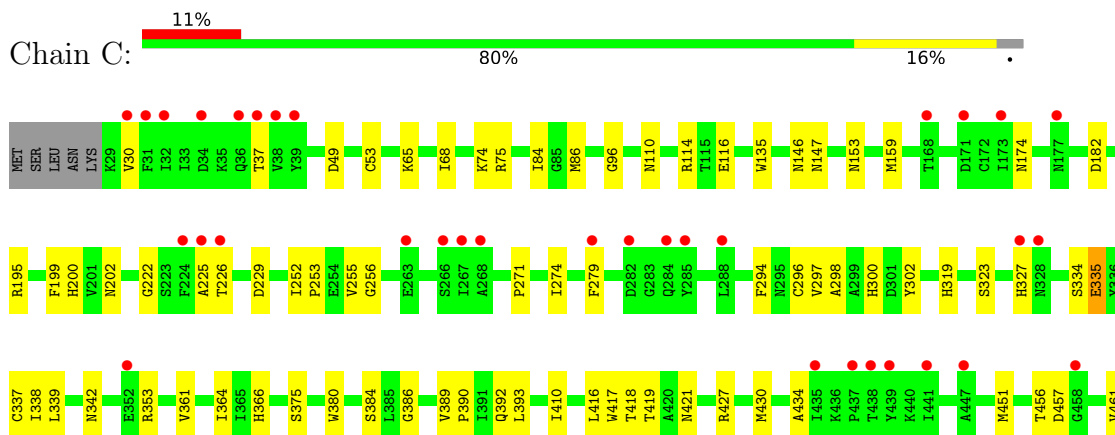 11%
Chain C:
80% 16% •
MET SER LEU ASN LYS K29 V30 F31 I32 I33 D34 K35 Q36 T37 V38 Y39 D49 C53 K65 I68 K74 R75 I84 G85 M86 G96 N110 R114 T115 E116 W135 N146 N147 N153 M159 T168 D171 C172 I173 N174 N177 D182
R195 F199 H200 V201 N202 G222 S223 F224 A225 T226 D229 I252 P253 E254 V255 G256 E263 S266 I267 A268 P271 I274 F279 D282 G283 Q284 Y285 L288 F294 N295 C296 V297 A298 A299 H300 D301 Y302 H319 S323 H327 N328 S334 E335 Y336
C337 I338 L339 N342 E352 R353 V361 I364 I365 H366 S375 W380 S384 L385 G386 V389 P390 I391 Q392 L393 I410 L416 W417 T418 T419 A420 N421 R427 M430 A434 I435 K436 P437 T438 Y439 K440 I441 A447 M451 T456 D457 G458